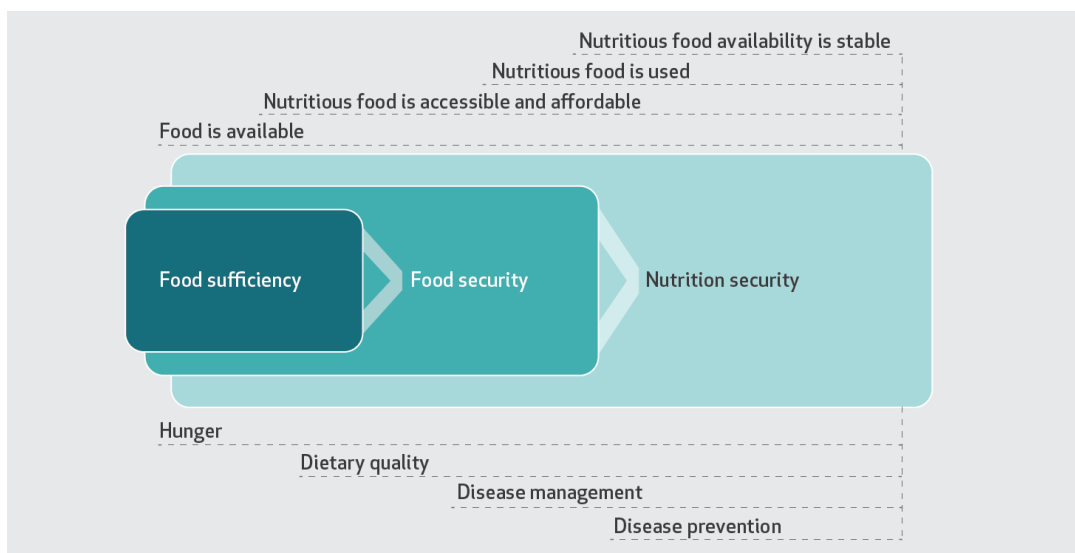 Nutritious food availability is stable
Nutritious food is used
Nutritious food is accessible and affordable
Food is available
Food sufficiency
Food security
Nutrition security
Hunger
Dietary quality
Disease management
Disease prevention